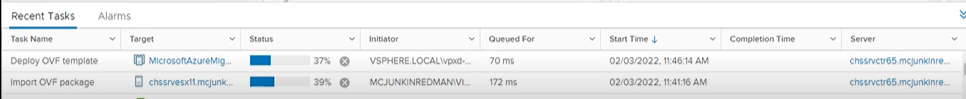 Recent Tasks Alarms
Task Name Target Status Initiator Queued For Start Time ↓ Completion Time Server
Deploy OVF template MicrosoftAzureMig... 37% VSPHERE.LOCAL\vpxd-... 70 ms 02/03/2022, 11:46:14 AM chssrvctr65.mcjunkinre...
Import OVF package chssrvesx11.mcjunk... 39% MCJUNKINREDMAN\VI... 172 ms 02/03/2022, 11:41:16 AM chssrvctr65.mcjunkinre...